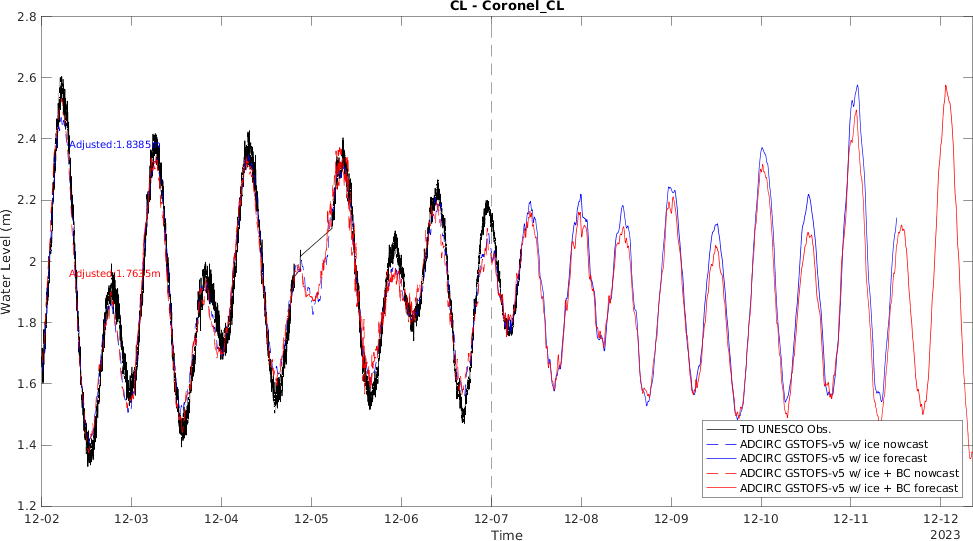 CL - Coronel_CL
2.8
2.6
2.4
2.2
2
1.8
1.6
1.4
1.2
Water Level (m)
Adjusted:1.8385m
Adjusted:1.7635m
TD UNESCO Obs.
ADCIRC GSTOFS-v5 w/ ice nowcast
ADCIRC GSTOFS-v5 w/ ice forecast
ADCIRC GSTOFS-v5 w/ ice + BC nowcast
ADCIRC GSTOFS-v5 w/ ice + BC forecast
12-02 12-03 12-04 12-05 12-06 12-07 12-08 12-09 12-10 12-11 12-12
Time
2023